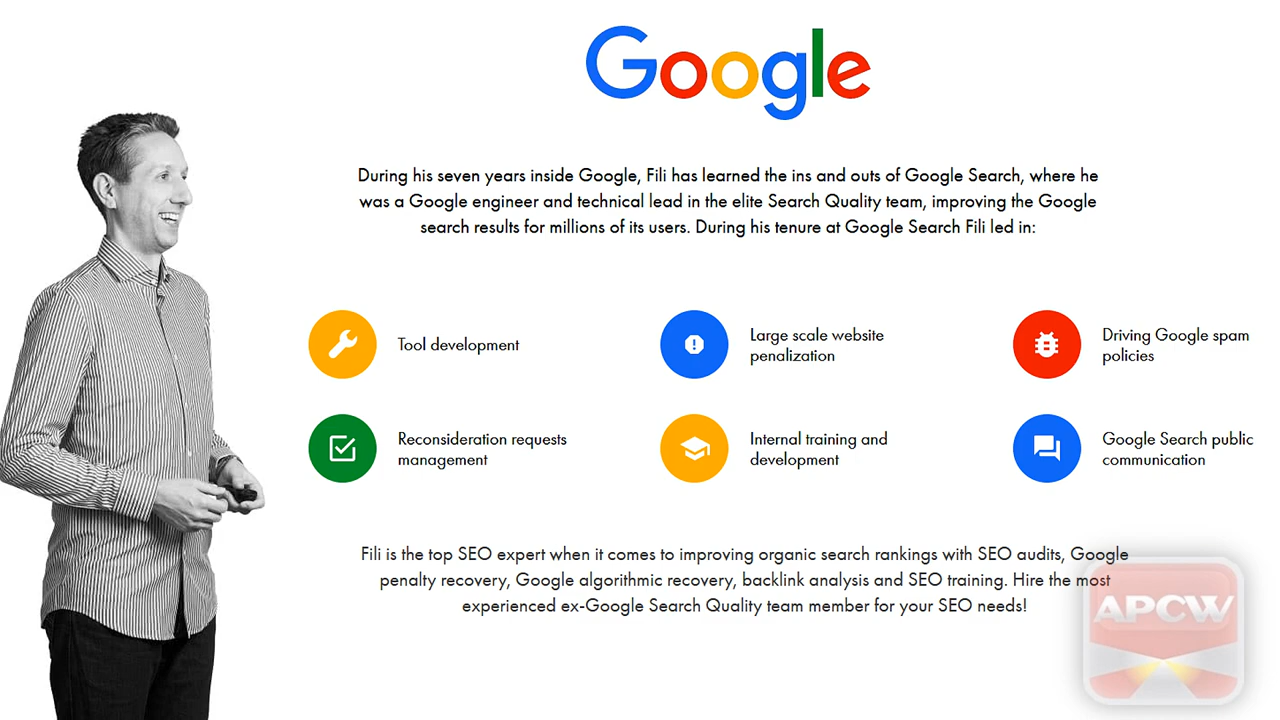 Google
During his seven years inside Google, Fili has learned the ins and outs of Google Search, where he
was a Google engineer and technical lead in the elite Search Quality team, improving the Google
search results for millions of its users. During his tenure at Google Search Fili led in:
Tool development
Large scale website
penalization
Driving Google spam
policies
Reconsideration requests
management
Internal training and
development
Google Search public
communication
Fili is the top SEO expert when it comes to improving organic search rankings with SEO audits, Google
penalty recovery, Google algorithmic recovery, backlink analysis and SEO training. Hire the most
experienced ex-Google Search Quality team member for your SEO needs!
APCW